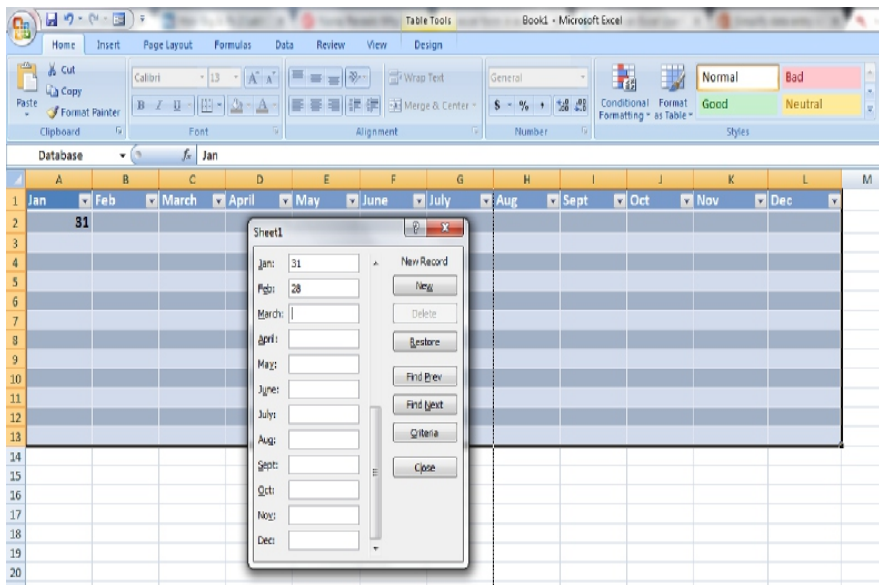 Table Tools
Book1 - Microsoft Excel
Home Insert Page Layout Formulas Data Review View Design
Paste
Cut
Copy
Format Painter
Clipboard
Calibri 13 A A
B I U A
Font
Wrap Text
Merge & Center
Alignment
General
$ % ,
Number
Conditional Formatting
Format as Table
Normal Bad
Good Neutral
Styles
Database fx Jan
A B C D E F G H I J K L M
1 Jan Feb March April May June July Aug Sept Oct Nov Dec
2 31
3
4
5
6
7
8
9
10
11
12
13
14
15
16
17
18
19
20
Sheet1 ? X
Jan: 31
Feb: 28
March:
April:
May:
June:
July:
Aug:
Sept:
Oct:
Nov:
Dec:
New Record
New
Delete
Restore
Find Prev
Find Next
Criteria
Close